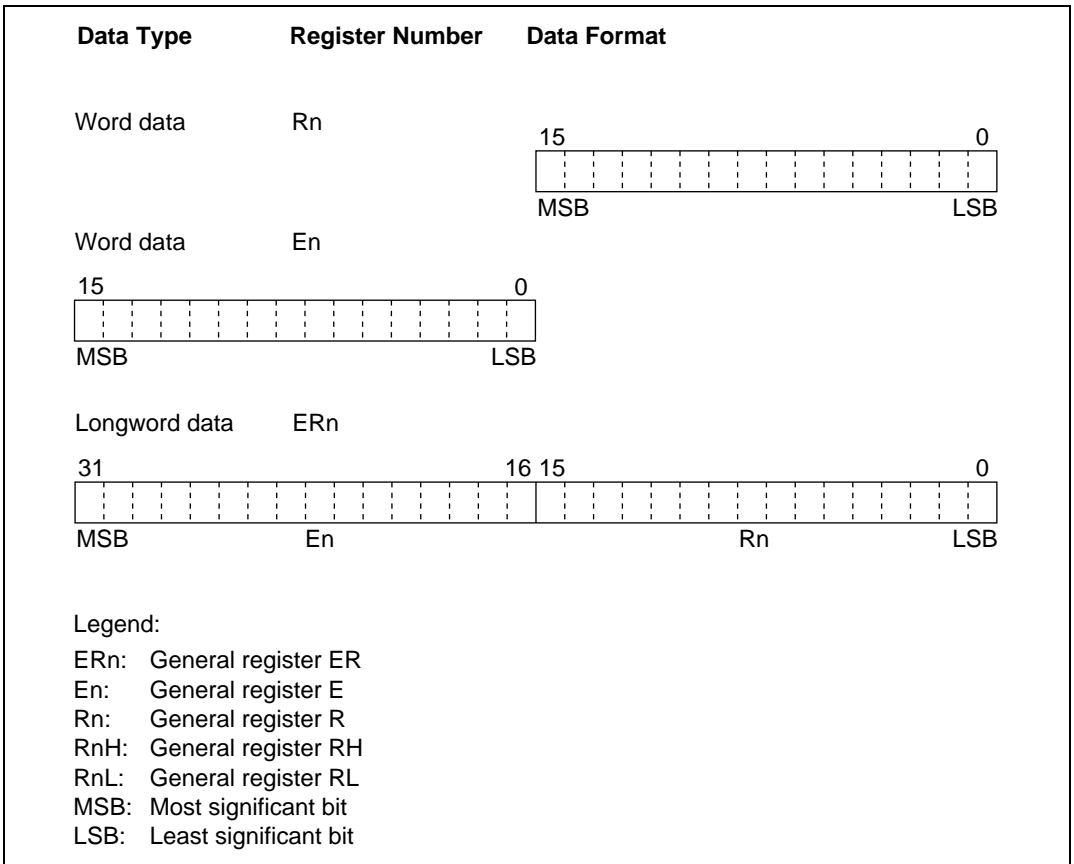 Data Type Register Number Data Format
Word data Rn
15 0
MSB LSB
Word data En
15 0
MSB LSB
Longword data ERn
31 16 15 0
MSB En Rn LSB
Legend:
ERn: General register ER
En: General register E
Rn: General register R
RnH: General register RH
RnL: General register RL
MSB: Most significant bit
LSB: Least significant bit